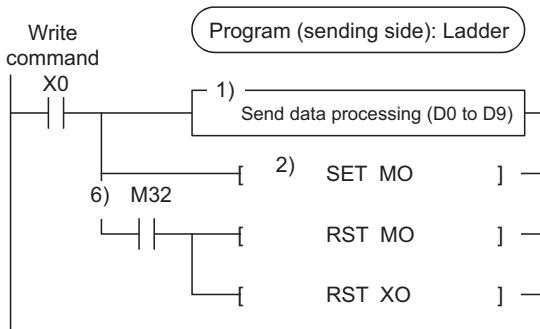 Program (sending side): Ladder
Write
command
X0
1)
Send data processing (D0 to D9)
2) SET MO
6) M32
RST MO
RST XO